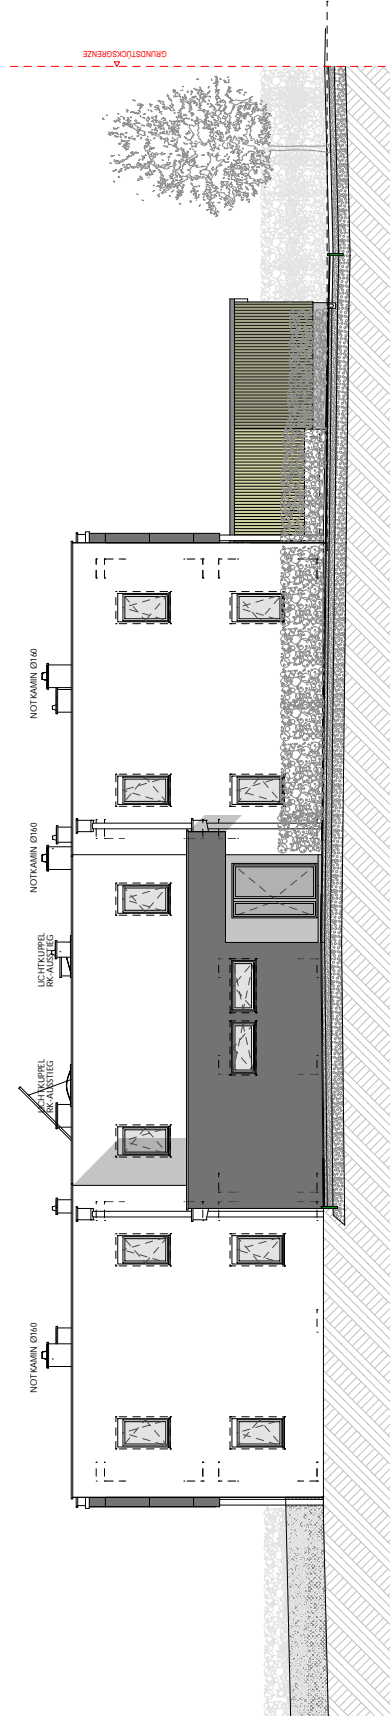 GRUNDSTÜCKSGRENZE
NOTKAMIN Ø160
NOTKAMIN Ø160
LICHTKUPPEL
RK-AUSSTIEG
LICHTKUPPEL
RK-AUSSTIEG
NOTKAMIN Ø160